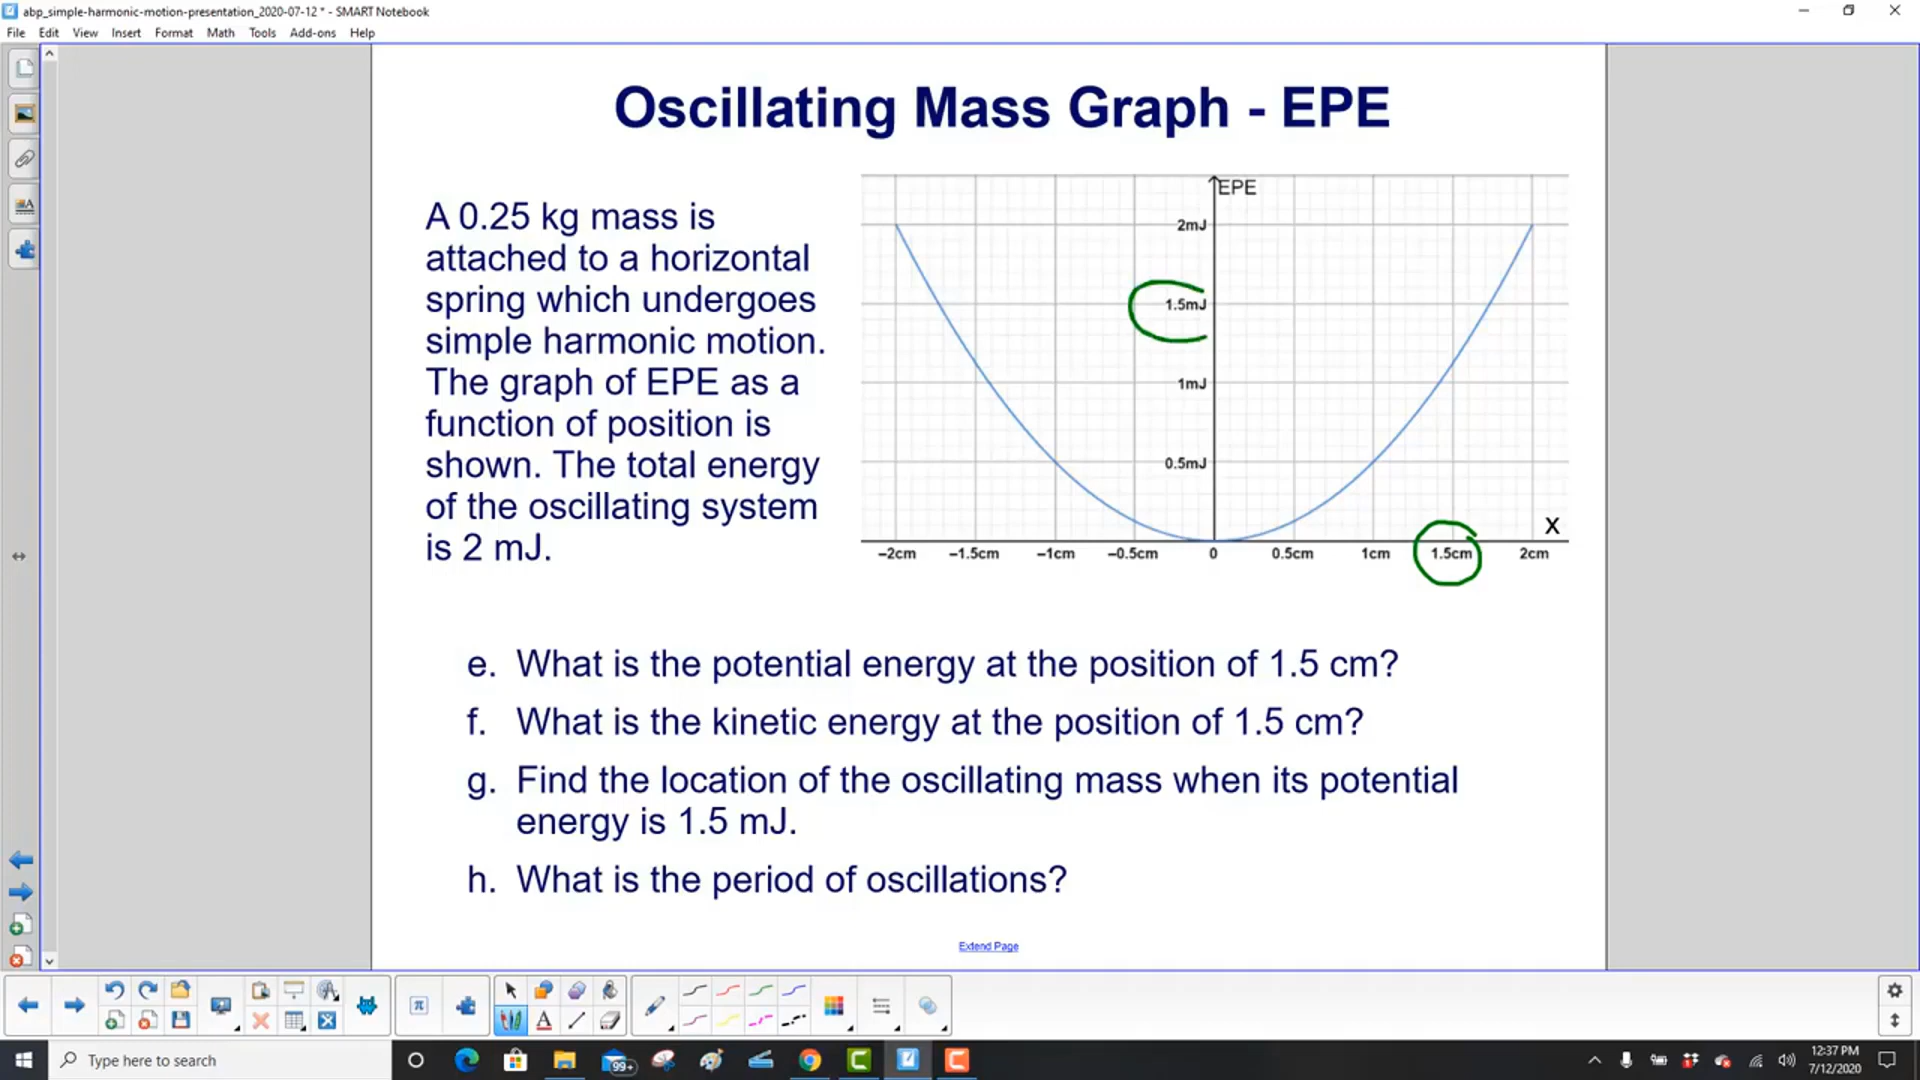 abp_simple-harmonic-motion-presentation_2020-07-12 * - SMART Notebook
File Edit View Insert Format Math Tools Add-ons Help
Oscillating Mass Graph - EPE
A 0.25 kg mass is
attached to a horizontal
spring which undergoes
simple harmonic motion.
The graph of EPE as a
function of position is
shown. The total energy
of the oscillating system
is 2 mJ.
EPE
2mJ
1.5mJ
1mJ
0.5mJ
X
−2cm −1.5cm −1cm −0.5cm 0 0.5cm 1cm 1.5cm 2cm
e. What is the potential energy at the position of 1.5 cm?
f. What is the kinetic energy at the position of 1.5 cm?
g. Find the location of the oscillating mass when its potential
energy is 1.5 mJ.
h. What is the period of oscillations?
Extend Page
π
A
Type here to search
99+
12:37 PM
7/12/2020